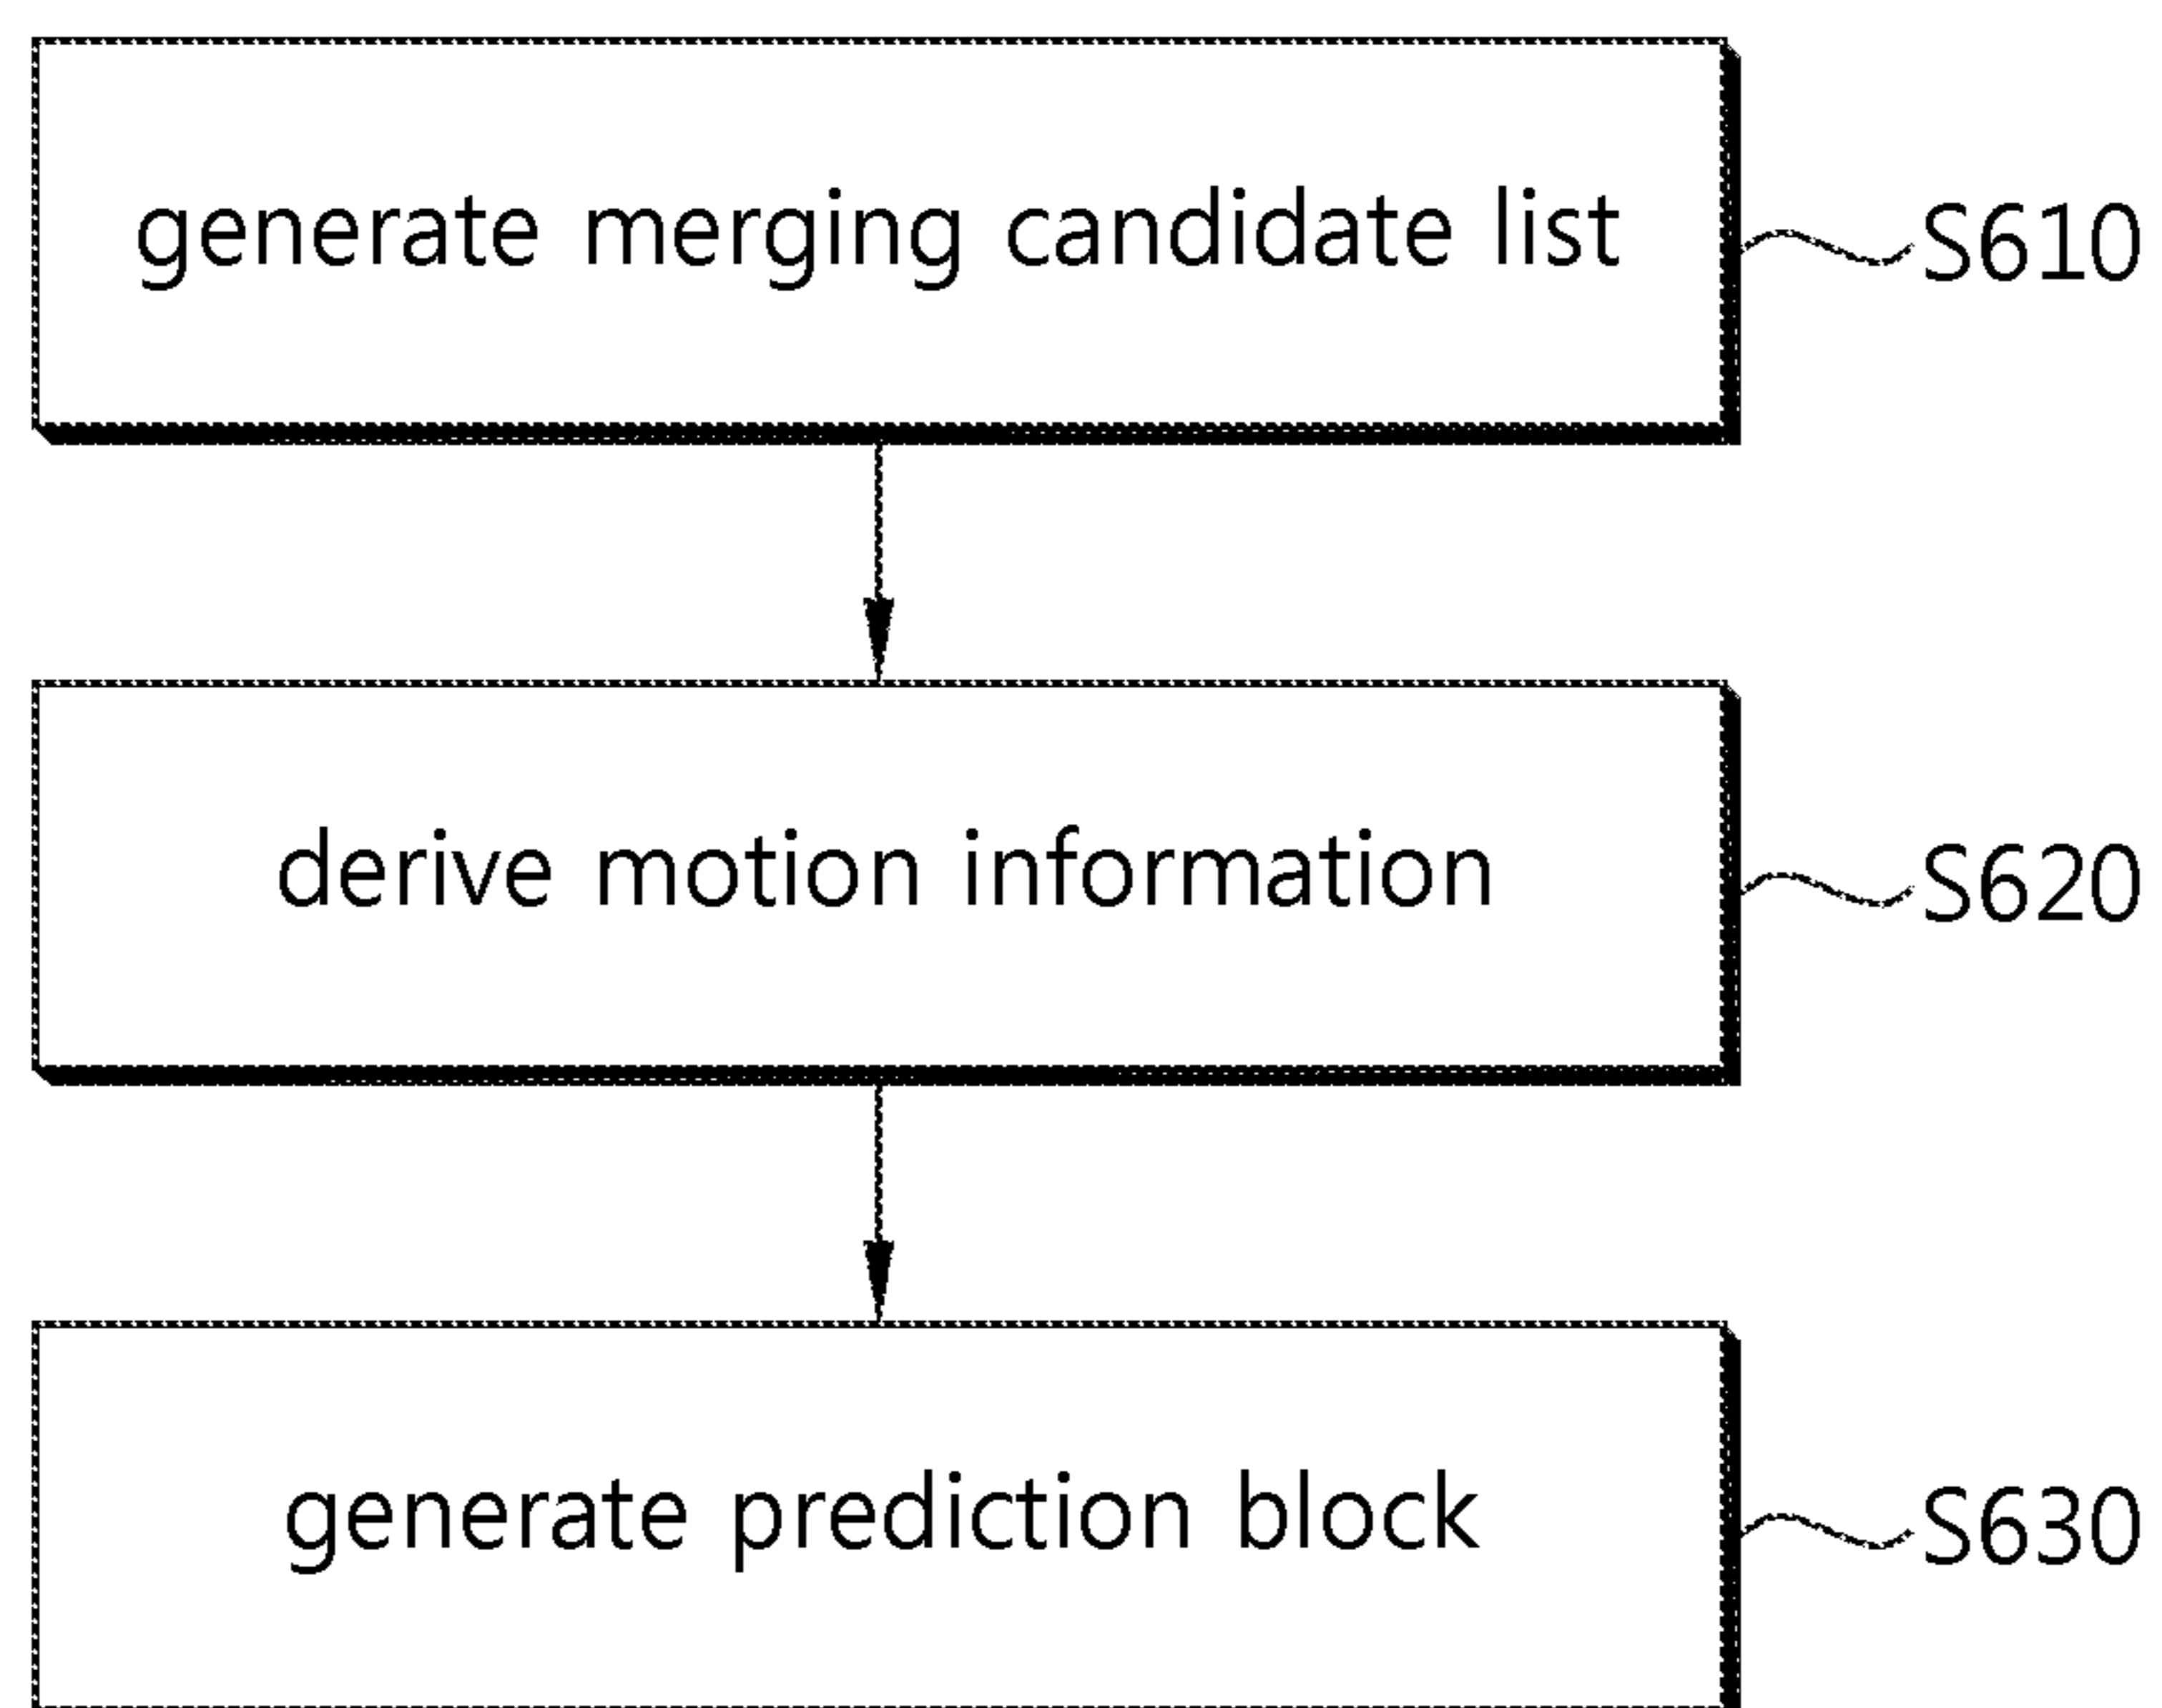 generate merging candidate list S610
derive motion information S620
generate prediction block S630